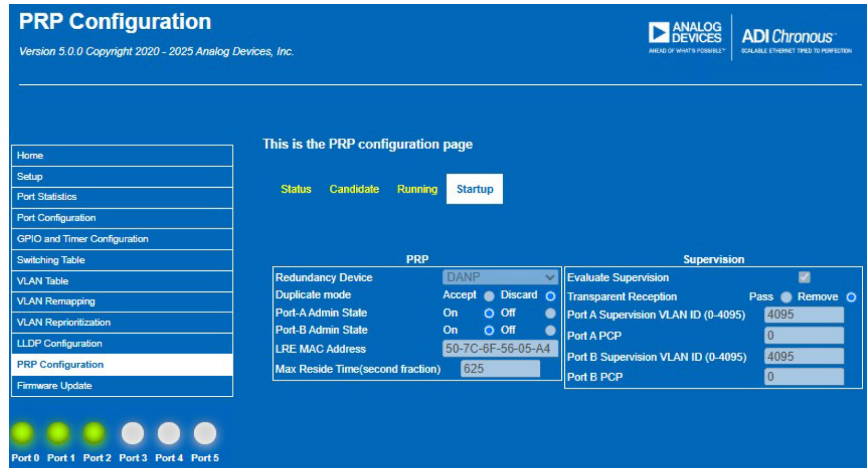 PRP Configuration
Version 5.0.0 Copyright 2020 - 2025 Analog Devices, Inc.
ANALOG
DEVICES
AHEAD OF WHAT'S POSSIBLE™
ADI Chronous™
SCALABLE ETHERNET TIMED TO PERFECTION
Home
Setup
Port Statistics
Port Configuration
GPIO and Timer Configuration
Switching Table
VLAN Table
VLAN Remapping
VLAN Reprioritization
LLDP Configuration
PRP Configuration
Firmware Update
Port 0 Port 1 Port 2 Port 3 Port 4 Port 5
This is the PRP configuration page
Status Candidate Running Startup
PRP
Redundancy Device DANP
Duplicate mode Accept Discard
Port-A Admin State On Off
Port-B Admin State On Off
LRE MAC Address 50-7C-6F-56-05-A4
Max Reside Time(second fraction) 625
Supervision
Evaluate Supervision
Transparent Reception Pass Remove
Port A Supervision VLAN ID (0-4095) 4095
Port A PCP 0
Port B Supervision VLAN ID (0-4095) 4095
Port B PCP 0